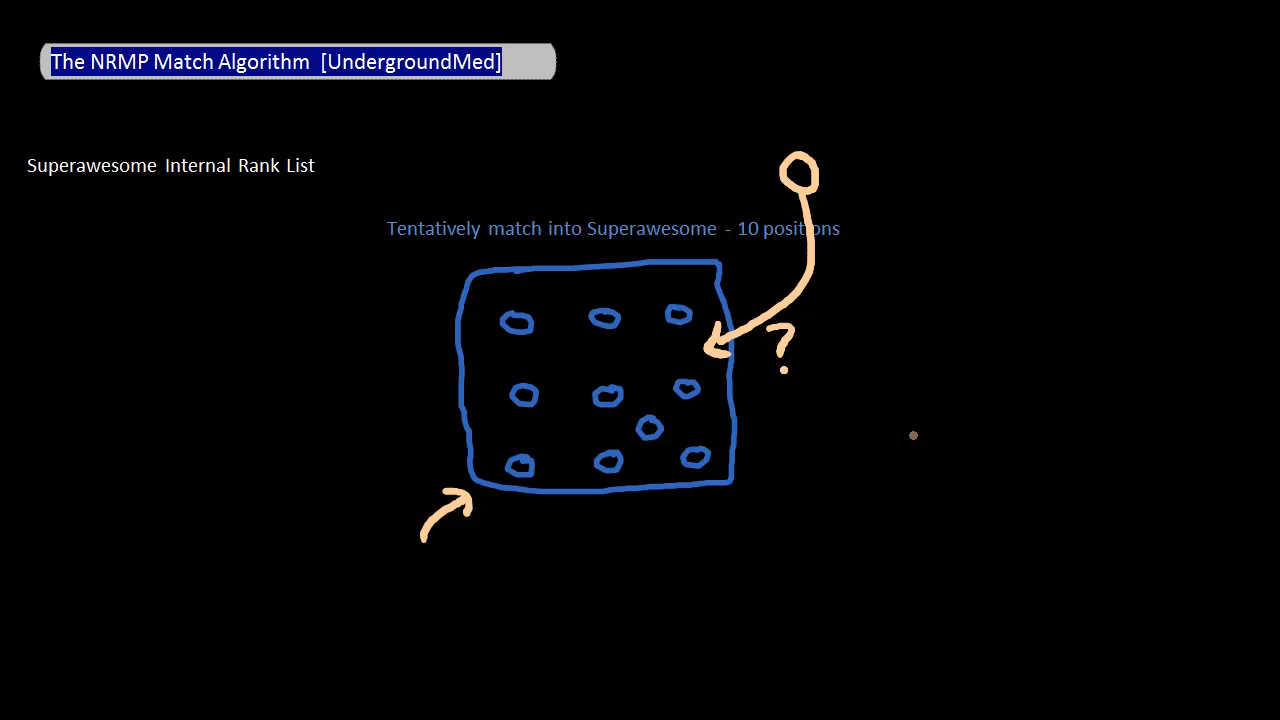 The NRMP Match Algorithm [UndergroundMed]
Superawesome Internal Rank List
Tentatively match into Superawesome - 10 positions
?